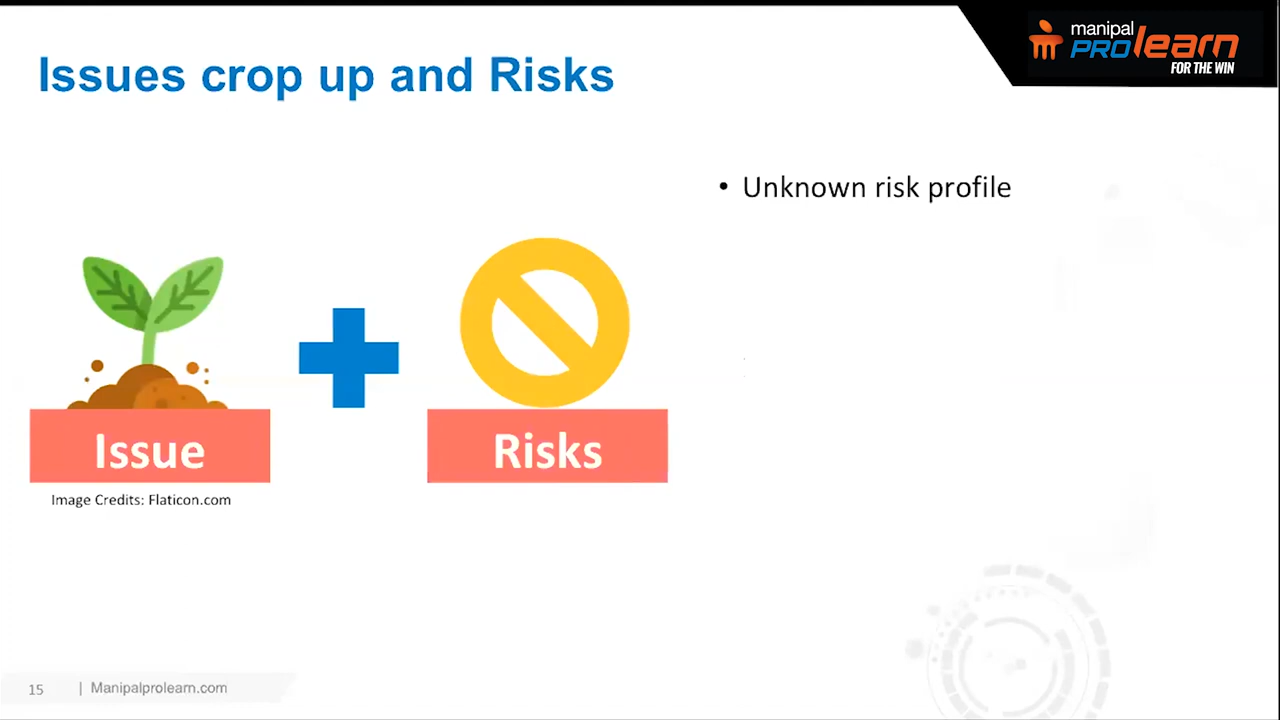 manipal
PROlearn
FOR THE WIN
Issues crop up and Risks
• Unknown risk profile
Issue
Risks
Image Credits: Flaticon.com
15 | Manipalprolearn.com